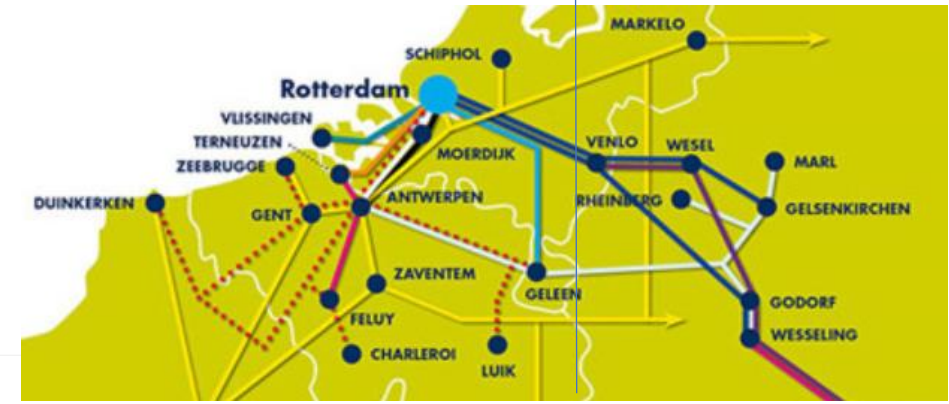 MARKELO
SCHIPHOL
Rotterdam
VLISSINGEN
TERNEUZEN
ZEEBRUGGE
MOERDIJK
VENLO
WESEL
MARL
DUINKERKEN
GENT
ANTWERPEN
RHEINBERG
GELSENKIRCHEN
ZAVENTEM
GELEEN
GODORF
FELUY
WESSELING
CHARLEROI
LUIK